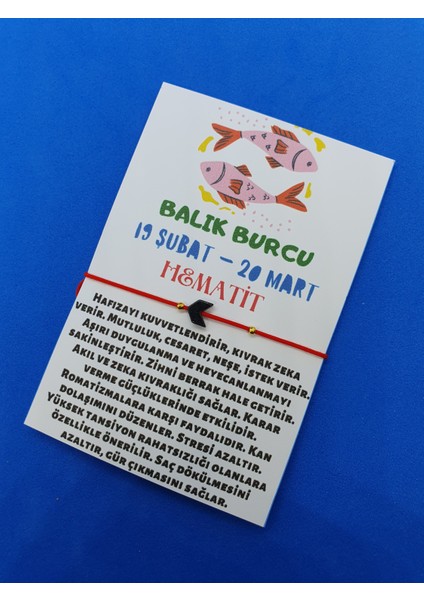 BALIK BURCU
19 ŞUBAT – 20 MART
HEMATİT
HAFIZAYI KUVVETLENDİRİR, KIVRAK ZEKA
VERİR. MUTLULUK, CESARET, NEŞE, İSTEK VERİR.
AŞIRI DUYGULANMA VE HEYECANLANMAYI
SAKİNLEŞTİRİR. ZİHNİ BERRAK HALE GETİRİR.
AKIL VE ZEKA KIVRAKLIĞI SAĞLAR. KARAR
VERME GÜÇLÜKLERİNDE ETKİLİDİR.
ROMATİZMALARA KARŞI FAYDALIDIR. KAN
DOLAŞIMINI DÜZENLER. STRESİ AZALTIR.
YÜKSEK TANSİYON RAHATSIZLIĞI OLANLARA
ÖZELLİKLE ÖNERİLİR. SAÇ DÖKÜLMESİNİ
AZALTIR, GÜR ÇIKMASINI SAĞLAR.